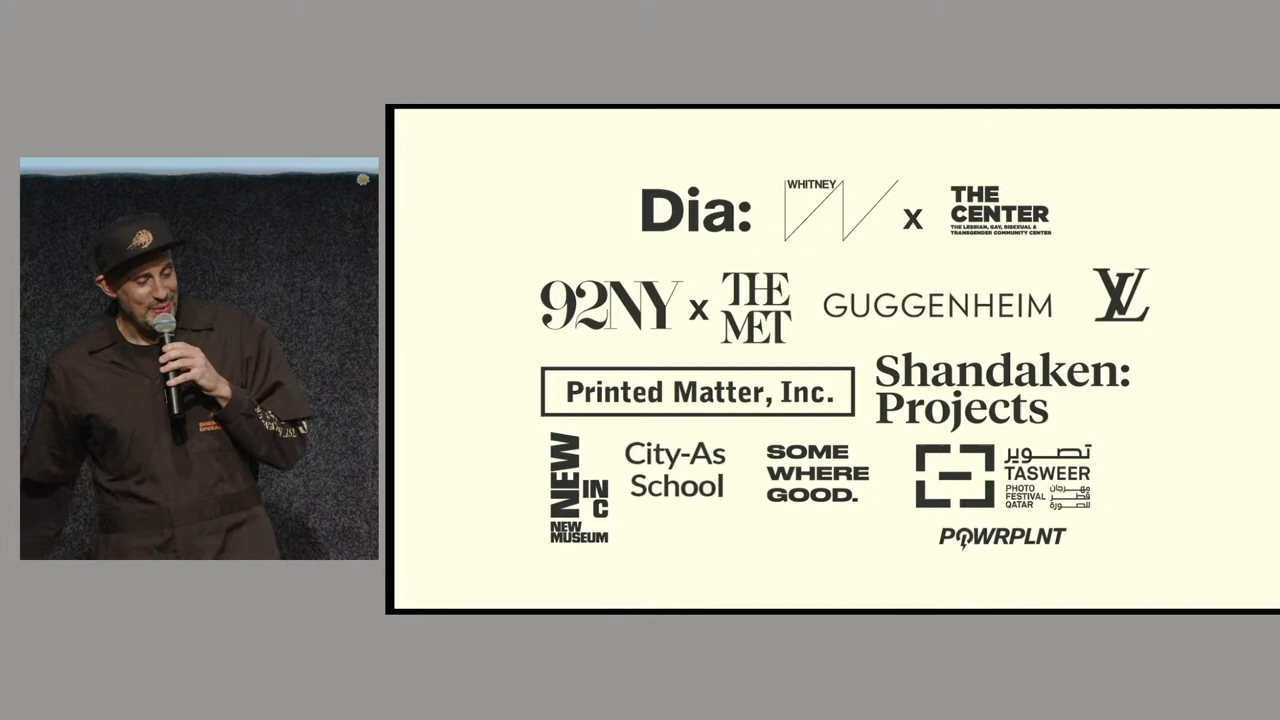 Dia:
WHITNEY
x
THE
CENTER
THE LESBIAN, GAY, BISEXUAL &
TRANSGENDER COMMUNITY CENTER
92NY x THE
MET
GUGGENHEIM
LV
Printed Matter, Inc.
Shandaken:
Projects
NEW
INC
NEW
MUSEUM
City-As
School
SOME
WHERE
GOOD.
تصوير
TASWEER
PHOTO
FESTIVAL
QATAR
مهرجان
قطر
للصورة
POWRPLNT